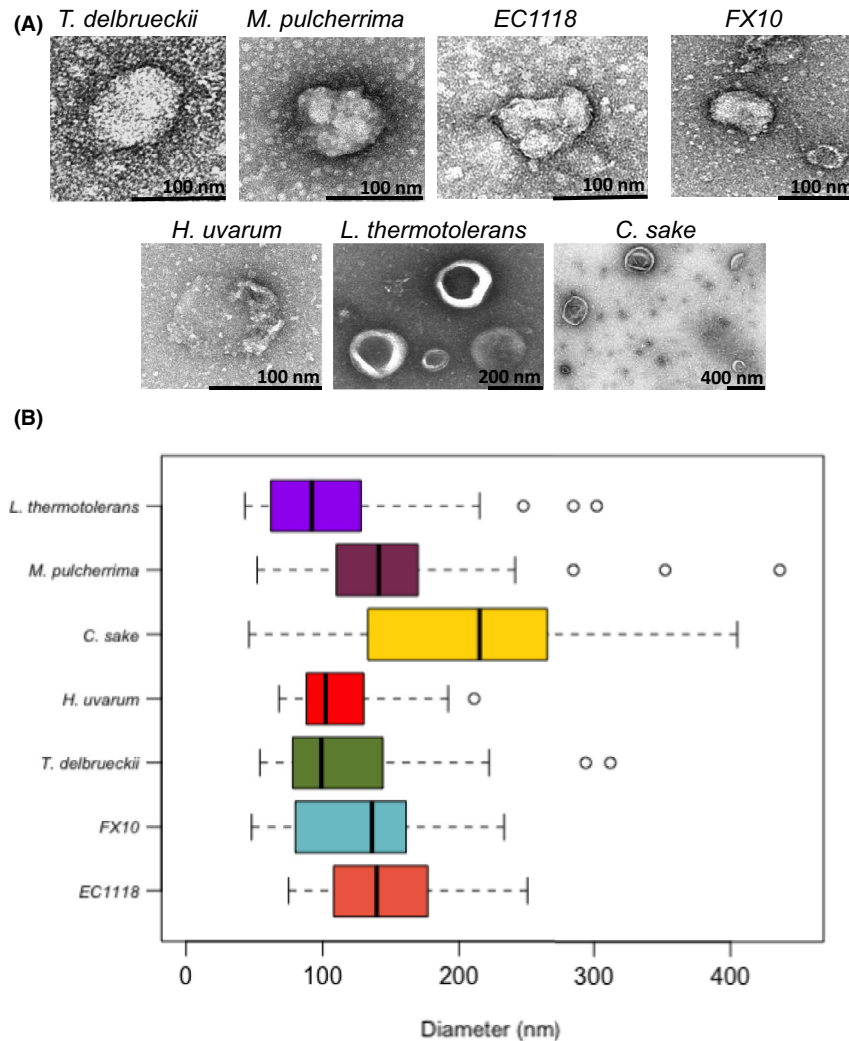 (A)
T. delbrueckii M. pulcherrima EC1118 FX10
100 nm 100 nm 100 nm 100 nm
H. uvarum L. thermotolerans C. sake
100 nm 200 nm 400 nm
(B)
L. thermotolerans
M. pulcherrima
C. sake
H. uvarum
T. delbrueckii
FX10
EC1118
0 100 200 300 400
Diameter (nm)